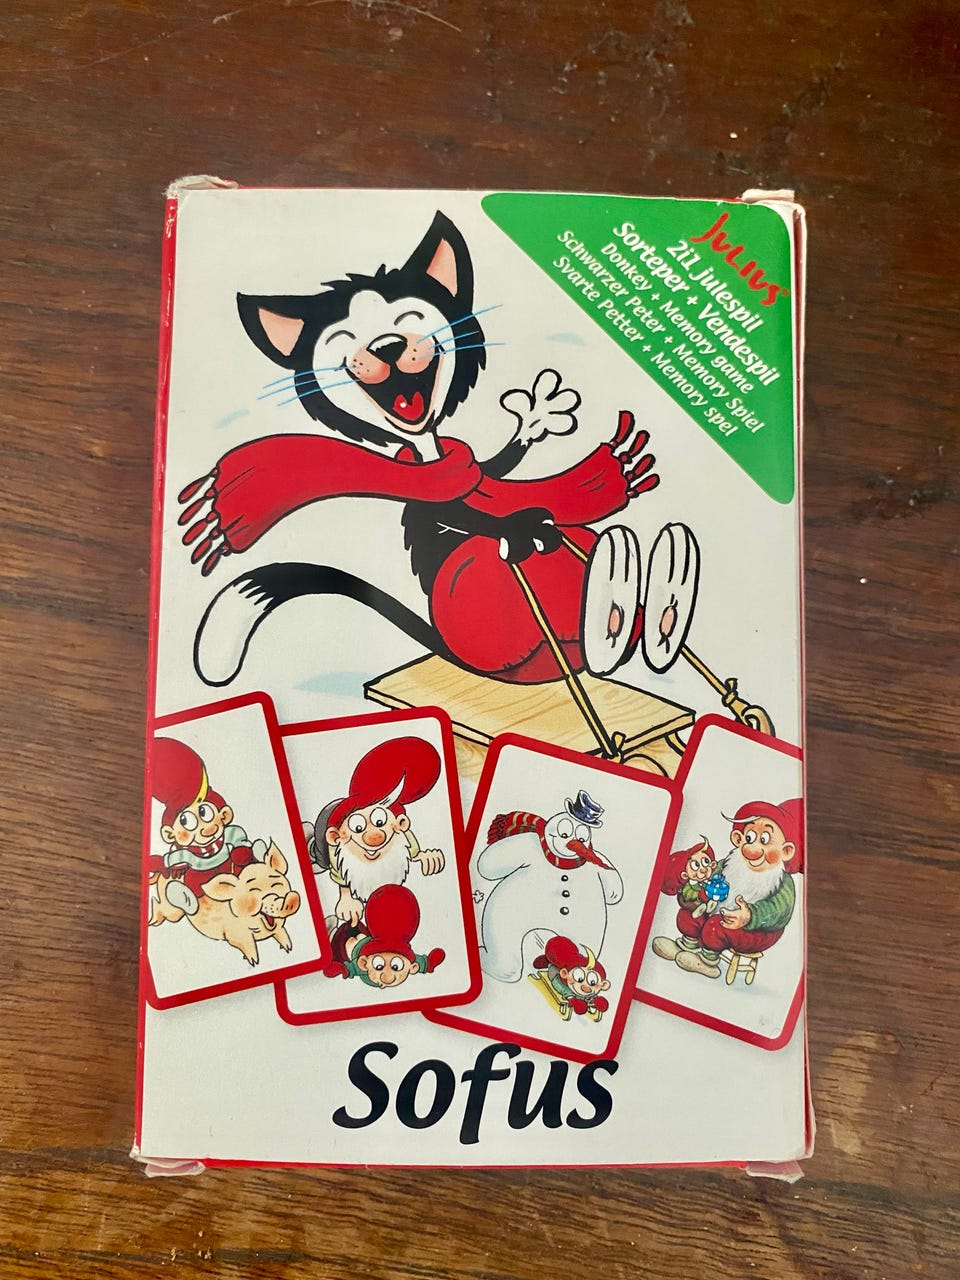 JULIUS
2i1 julespil
Sorteper + Vendespil
Donkey + Memory game
Schwarzer Peter + Memory Spiel
Svarte Petter + Memory spel
Sofus